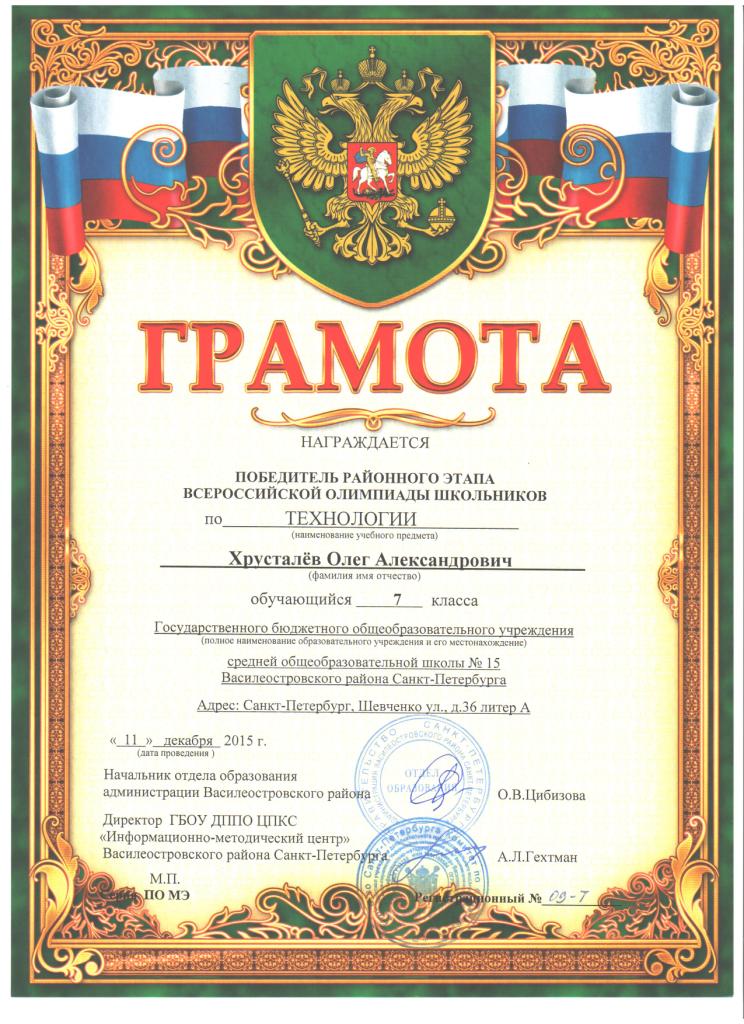 ГРАМОТА
НАГРАЖДАЕТСЯ
ПОБЕДИТЕЛЬ РАЙОННОГО ЭТАПА
ВСЕРОССИЙСКОЙ ОЛИМПИАДЫ ШКОЛЬНИКОВ
по ТЕХНОЛОГИИ
(наименование учебного предмета)
Хрусталёв Олег Александрович
(фамилия имя отчество)
обучающийся 7 класса
Государственного бюджетного общеобразовательного учреждения
(полное наименование образовательного учреждения и его местонахождение)
средней общеобразовательной школы № 15
Василеостровского района Санкт-Петербурга
Адрес: Санкт-Петербург, Шевченко ул., д.36 литер А
« 11 » декабря 2015 г.
(дата проведения )
Начальник отдела образования
администрации Василеостровского района О.В.Цибизова
ОТДЕЛ
ОБРАЗОВАНИЯ
Директор ГБОУ ДППО ЦПКС
«Информационно-методический центр»
Василеостровского района Санкт-Петербурга А.Л.Гехтман
М.П.
ПО МЭ
Регистрационный № 09-Т